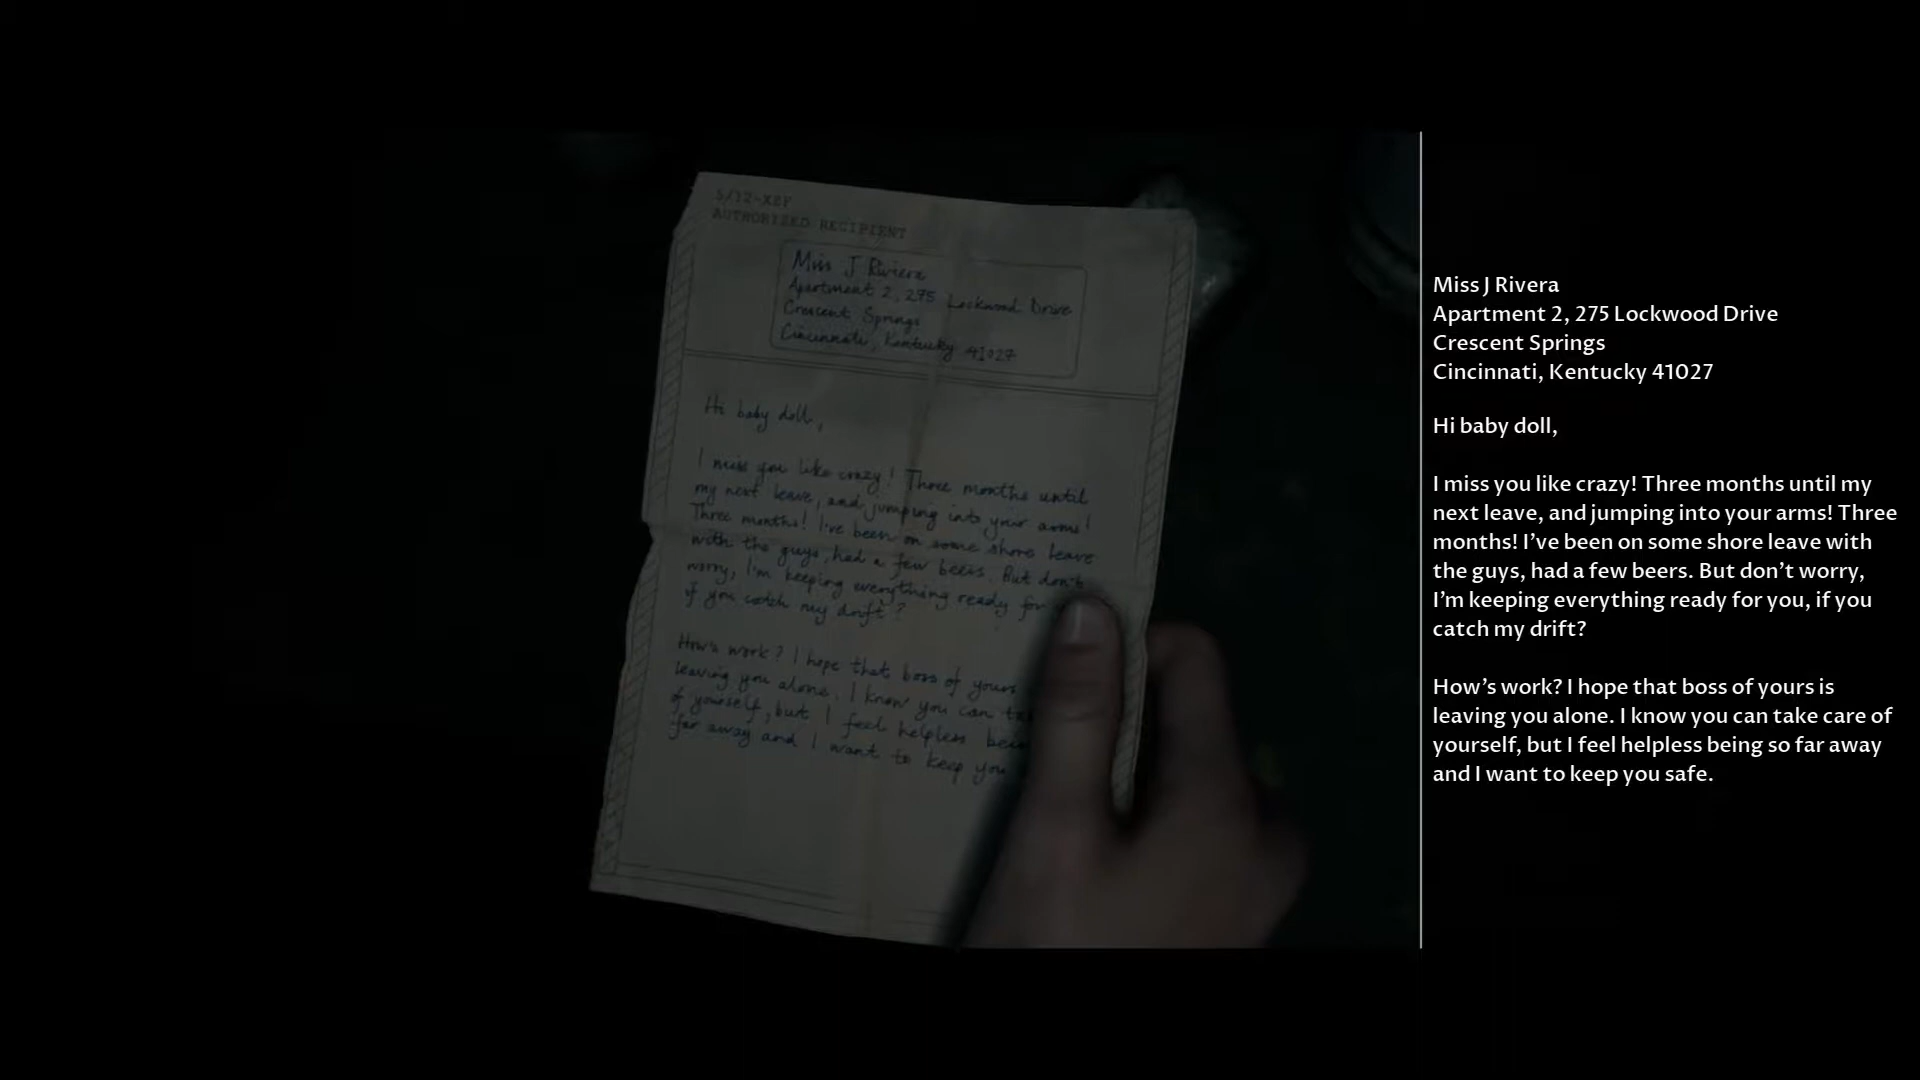 5/12-XEF
AUTHORIZED RECIPIENT
Miss J Riviera
Apartment 2, 275 Lockwood Drive
Crescent Springs
Cincinnati, Kentucky 41027
Hi baby doll,
I miss you like crazy! Three months until
my next leave, and jumping into your arms!
Three months! I've been on some shore leave
with the guys, had a few beers. But don't
worry, I'm keeping everything ready for
if you catch my drift?
How's work? I hope that boss of yours
leaving you alone. I know you can
of yourself, but I feel helpless
far away and I want to keep you
Miss J Rivera
Apartment 2, 275 Lockwood Drive
Crescent Springs
Cincinnati, Kentucky 41027
Hi baby doll,
I miss you like crazy! Three months until my
next leave, and jumping into your arms! Three
months! I've been on some shore leave with
the guys, had a few beers. But don't worry,
I'm keeping everything ready for you, if you
catch my drift?
How's work? I hope that boss of yours is
leaving you alone. I know you can take care of
yourself, but I feel helpless being so far away
and I want to keep you safe.